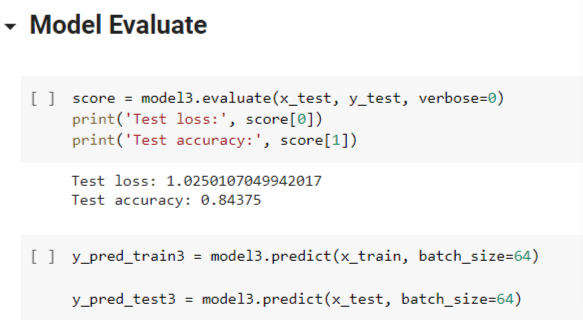 Model Evaluate
[ ] score = model3.evaluate(x_test, y_test, verbose=0)
print('Test loss:', score[0])
print('Test accuracy:', score[1])
Test loss: 1.0250107049942017
Test accuracy: 0.84375
[ ] y_pred_train3 = model3.predict(x_train, batch_size=64)
y_pred_test3 = model3.predict(x_test, batch_size=64)